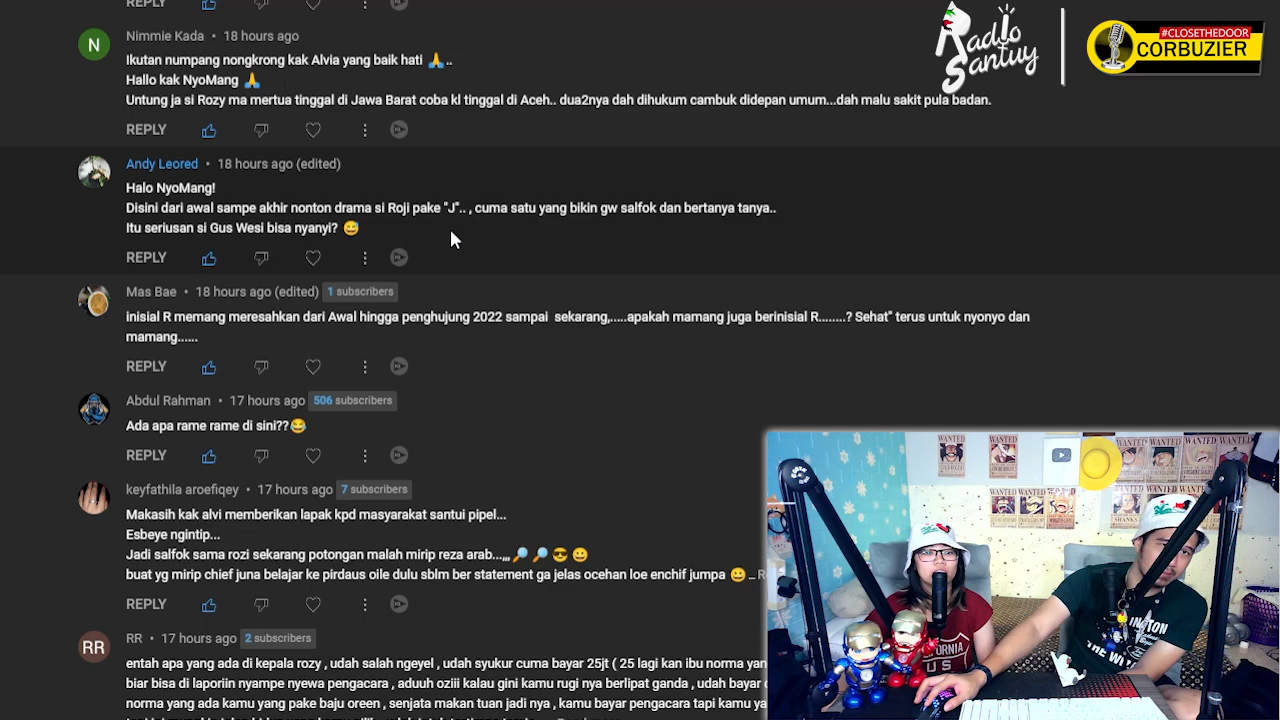 REPLY
Radio
Santuy
#CLOSETHEDOOR
CORBUZIER
N
Nimmie Kada • 18 hours ago
Ikutan numpang nongkrong kak Alvia yang baik hati 🙏..
Hallo kak NyoMang 🙏
Untung ja si Rozy ma mertua tinggal di Jawa Barat coba kl tinggal di Aceh.. dua2nya dah dihukum cambuk didepan umum...dah malu sakit pula badan.
REPLY
Andy Leored • 18 hours ago (edited)
Halo NyoMang!
Disini dari awal sampe akhir nonton drama si Roji pake "J".. , cuma satu yang bikin gw salfok dan bertanya tanya..
Itu seriusan si Gus Wesi bisa nyanyi? 😅
REPLY
Mas Bae • 18 hours ago (edited) 1 subscribers
inisial R memang meresahkan dari Awal hingga penghujung 2022 sampai sekarang,.....apakah mamang juga berinisial R........? Sehat" terus untuk nyonyo dan
mamang......
REPLY
Abdul Rahman • 17 hours ago 506 subscribers
Ada apa rame rame di sini??😂
REPLY
keyfathila aroefiqey • 17 hours ago 7 subscribers
Makasih kak alvi memberikan lapak kpd masyarakat santui pipel...
Esbeye ngintip...
Jadi salfok sama rozi sekarang potongan malah mirip reza arab...,,, 🔎 🔎 😎 😀
buat yg mirip chief juna belajar ke pirdaus oile dulu sblm ber statement ga jelas ocehan loe enchif jumpa 😀 ...
REPLY
RR
RR • 17 hours ago 2 subscribers
entah apa yang ada di kepala rozy , udah salah ngeyel , udah syukur cuma bayar 25jt ( 25 lagi kan ibu norma yan
biar bisa di laporiin nyampe nyewa pengacara , aduuh oziii kalau gini kamu rugi nya berlipat ganda , udah bayar
norma yang ada kamu yang pake baju oreen , senjata makan tuan jadi nya , kamu bayar pengacara tapi kamu ya
WANTED
WANTED
WANTED
WANTED
WANTED
WANTED
SHANKS
CALIFORNIA
US